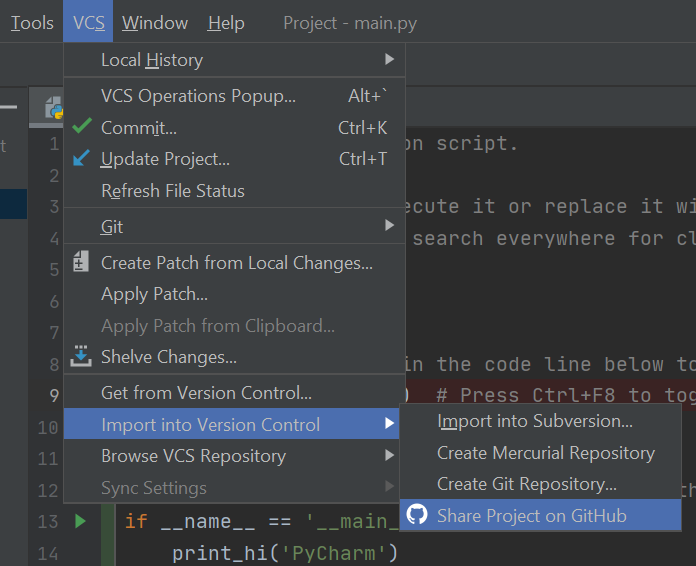 Tools VCS Window Help Project - main.py
Local History
VCS Operations Popup... Alt+`
Commit... Ctrl+K
Update Project... Ctrl+T
Refresh File Status
Git
Create Patch from Local Changes...
Apply Patch...
Apply Patch from Clipboard...
Shelve Changes...
Get from Version Control...
Import into Version Control
Browse VCS Repository
Sync Settings
Import into Subversion...
Create Mercurial Repository
Create Git Repository...
Share Project on GitHub
t
1 on script.
2
3 ecute it or replace it wi
4 search everywhere for cl
5
6
7
8 in the code line below to
9 ) # Press Ctrl+F8 to tog
10
11
12 th
13 if __name__ == '__main_
14 print_hi('PyCharm')